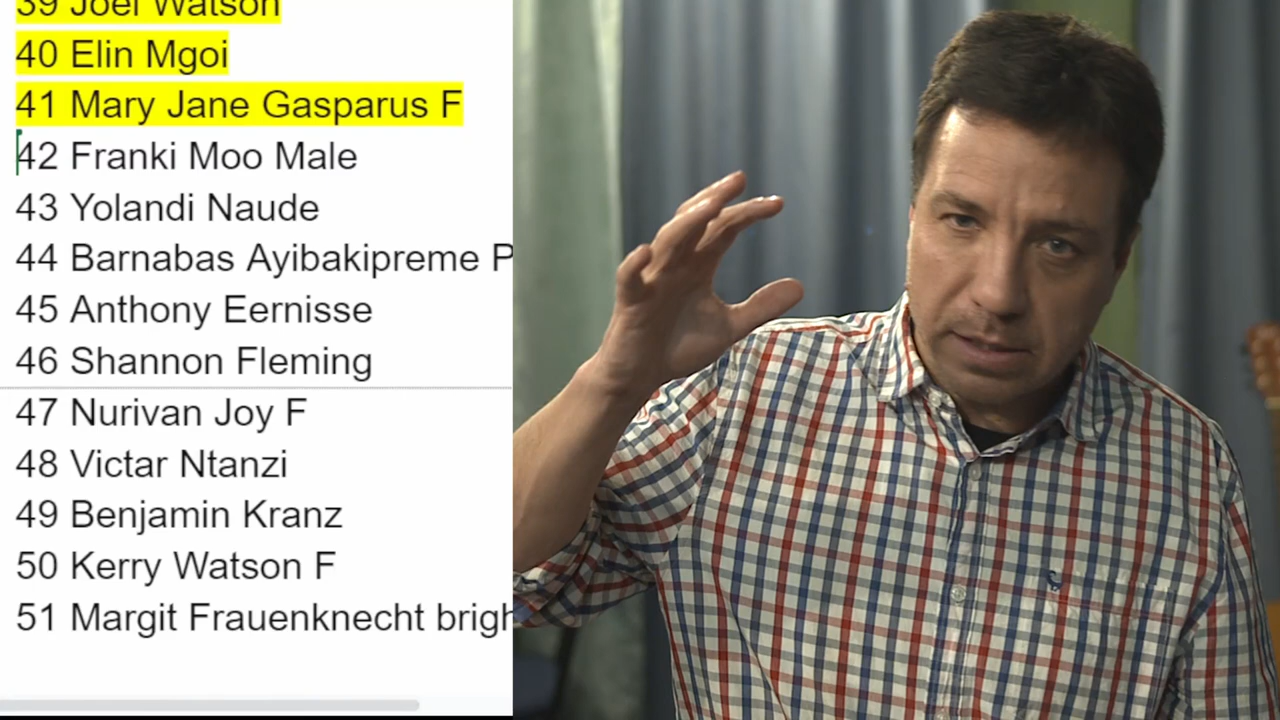 39 Joel Watson
40 Elin Mgoi
41 Mary Jane Gasparus F
42 Franki Moo Male
43 Yolandi Naude
44 Barnabas Ayibakipreme P
45 Anthony Eernisse
46 Shannon Fleming
47 Nurivan Joy F
48 Victar Ntanzi
49 Benjamin Kranz
50 Kerry Watson F
51 Margit Frauenknecht brigh